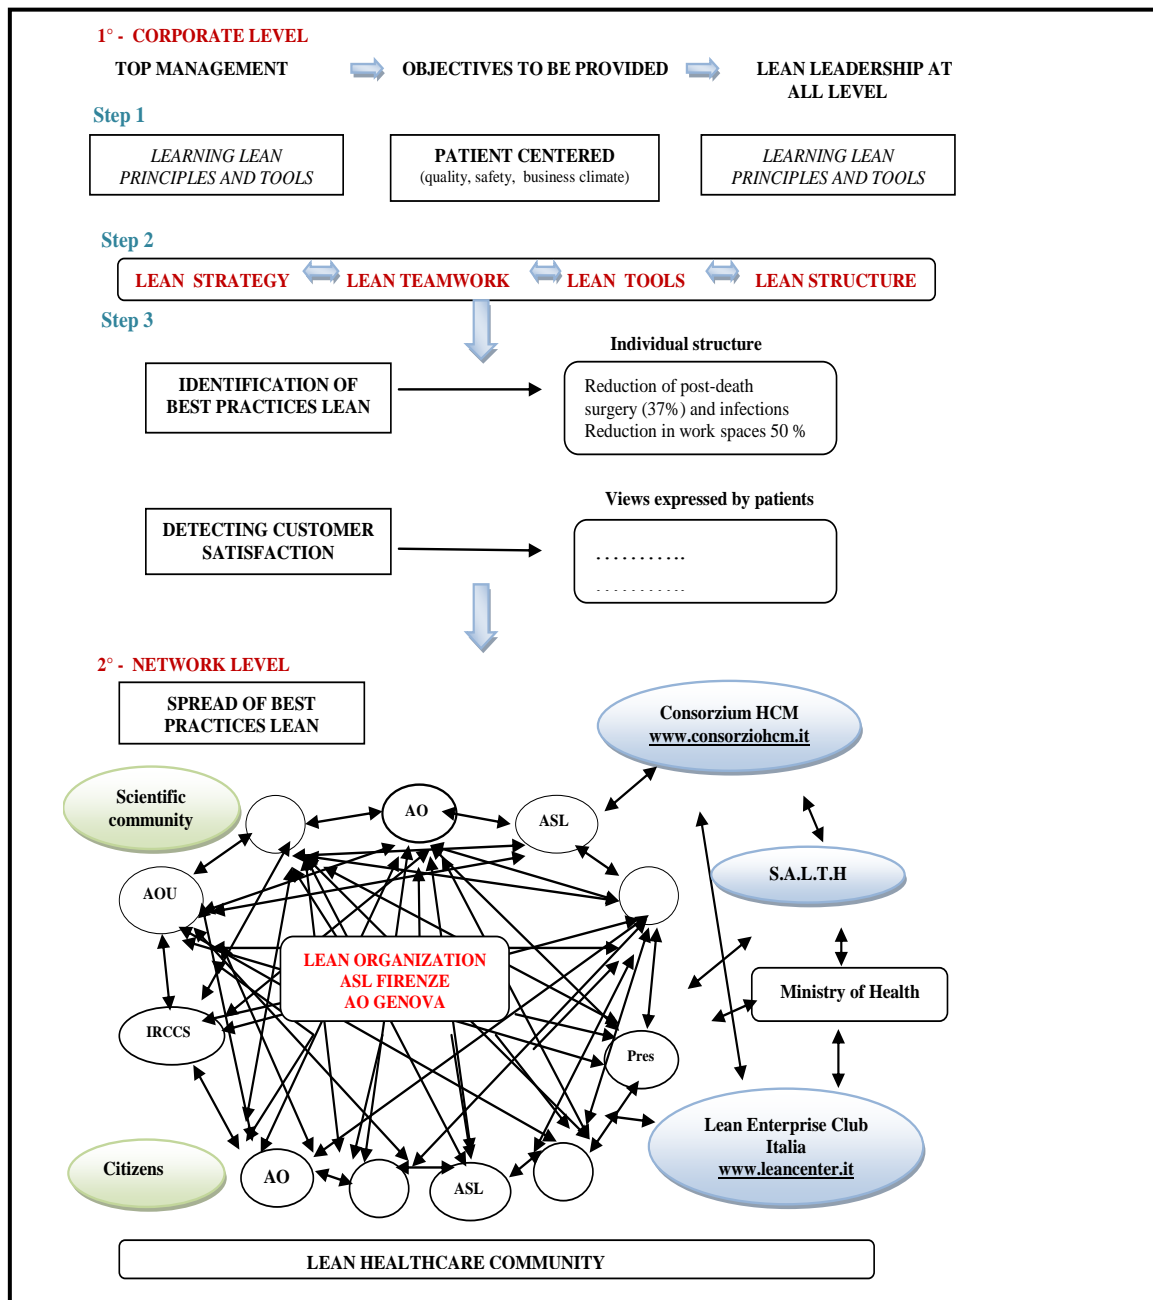 1° - CORPORATE LEVEL
TOP MANAGEMENT
OBJECTIVES TO BE PROVIDED
LEAN LEADERSHIP AT
ALL LEVEL
Step 1
LEARNING LEAN
PRINCIPLES AND TOOLS
PATIENT CENTERED
(quality, safety, business climate)
LEARNING LEAN
PRINCIPLES AND TOOLS
Step 2
LEAN STRATEGY
LEAN TEAMWORK
LEAN TOOLS
LEAN STRUCTURE
Step 3
Individual structure
IDENTIFICATION OF
BEST PRACTICES LEAN
Reduction of post-death
surgery (37%) and infections
Reduction in work spaces 50 %
Views expressed by patients
DETECTING CUSTOMER
SATISFACTION
………..
………..
2° - NETWORK LEVEL
SPREAD OF BEST
PRACTICES LEAN
Consorzium HCM
www.consorziohcm.it
Scientific
community
AO
ASL
S.A.L.T.H
AOU
LEAN ORGANIZATION
ASL FIRENZE
AO GENOVA
Ministry of Health
IRCCS
Pres
Lean Enterprise Club
Italia
www.leancenter.it
Citizens
AO
ASL
LEAN HEALTHCARE COMMUNITY